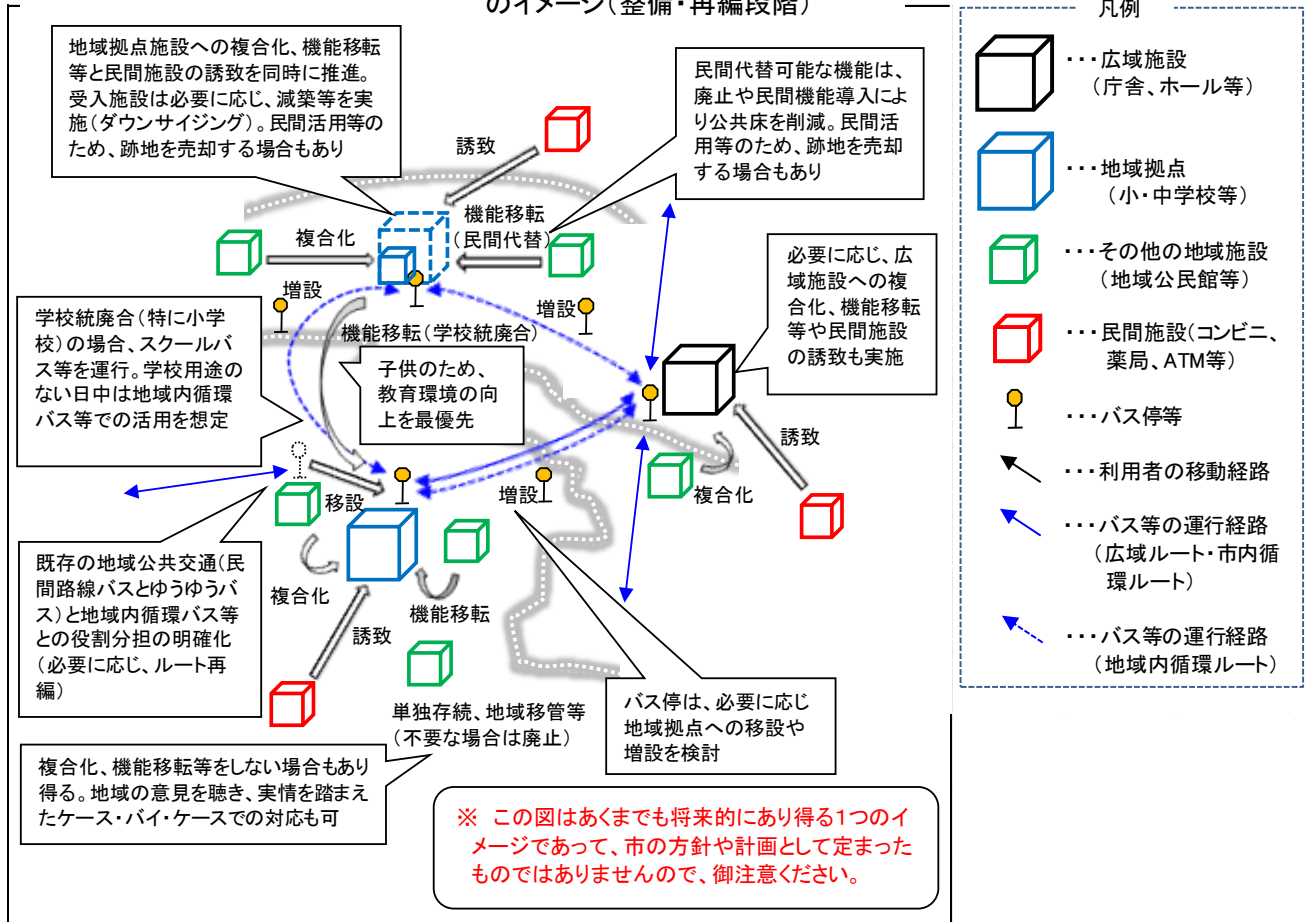 のイメージ(整備・再編段階)
地域拠点施設への複合化、機能移転
等と民間施設の誘致を同時に推進。
受入施設は必要に応じ、減築等を実
施(ダウンサイジング)。民間活用等の
ため、跡地を売却する場合もあり
民間代替可能な機能は、
廃止や民間機能導入によ
り公共床を削減。民間活
用等のため、跡地を売却
する場合もあり
誘致
複合化
機能移転
(民間代替)
増設
増設
機能移転(学校統廃合)
必要に応じ、広
域施設への複
合化、機能移転
等や民間施設
の誘致も実施
学校統廃合(特に小学
校)の場合、スクールバ
ス等を運行。学校用途の
ない日中は地域内循環
バス等での活用を想定
子供のため、
教育環境の向
上を最優先
誘致
複合化
移設
増設
既存の地域公共交通(民
間路線バスとゆうゆうバ
ス)と地域内循環バス等
との役割分担の明確化
(必要に応じ、ルート再
編)
複合化
機能移転
誘致
単独存続、地域移管等
(不要な場合は廃止)
バス停は、必要に応じ
地域拠点への移設や
増設を検討
複合化、機能移転等をしない場合もあり
得る。地域の意見を聴き、実情を踏まえ
たケース・バイ・ケースでの対応も可
※ この図はあくまでも将来的にあり得る1つのイ
メージであって、市の方針や計画として定まった
ものではありませんので、御注意ください。
凡例
・・・広域施設
(庁舎、ホール等)
・・・地域拠点
(小・中学校等)
・・・その他の地域施設
(地域公民館等)
・・・民間施設(コンビニ、
薬局、ATM等)
・・・バス停等
・・・利用者の移動経路
・・・バス等の運行経路
(広域ルート・市内循
環ルート)
・・・バス等の運行経路
(地域内循環ルート)